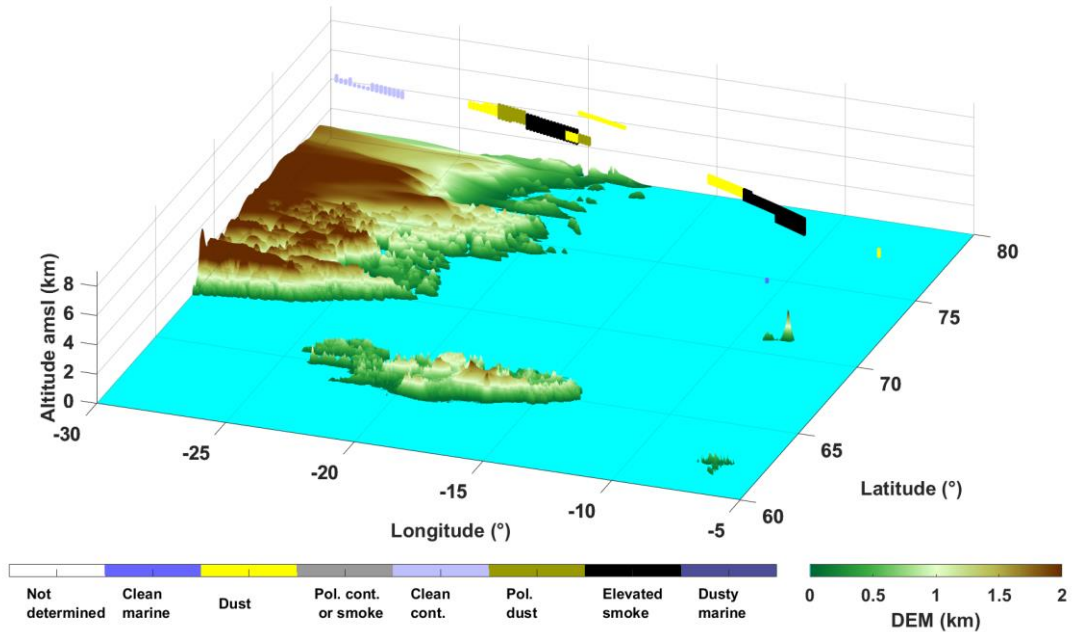 80
75
70
65
60
Latitude (°)
8
6
4
2
0
Altitude amsl (km)
-30
-25
-20
-15
-10
-5
Longitude (°)
Not determined
Clean marine
Dust
Pol. cont. or smoke
Clean cont.
Pol. dust
Elevated smoke
Dusty marine
0
0.5
1
1.5
2
DEM (km)